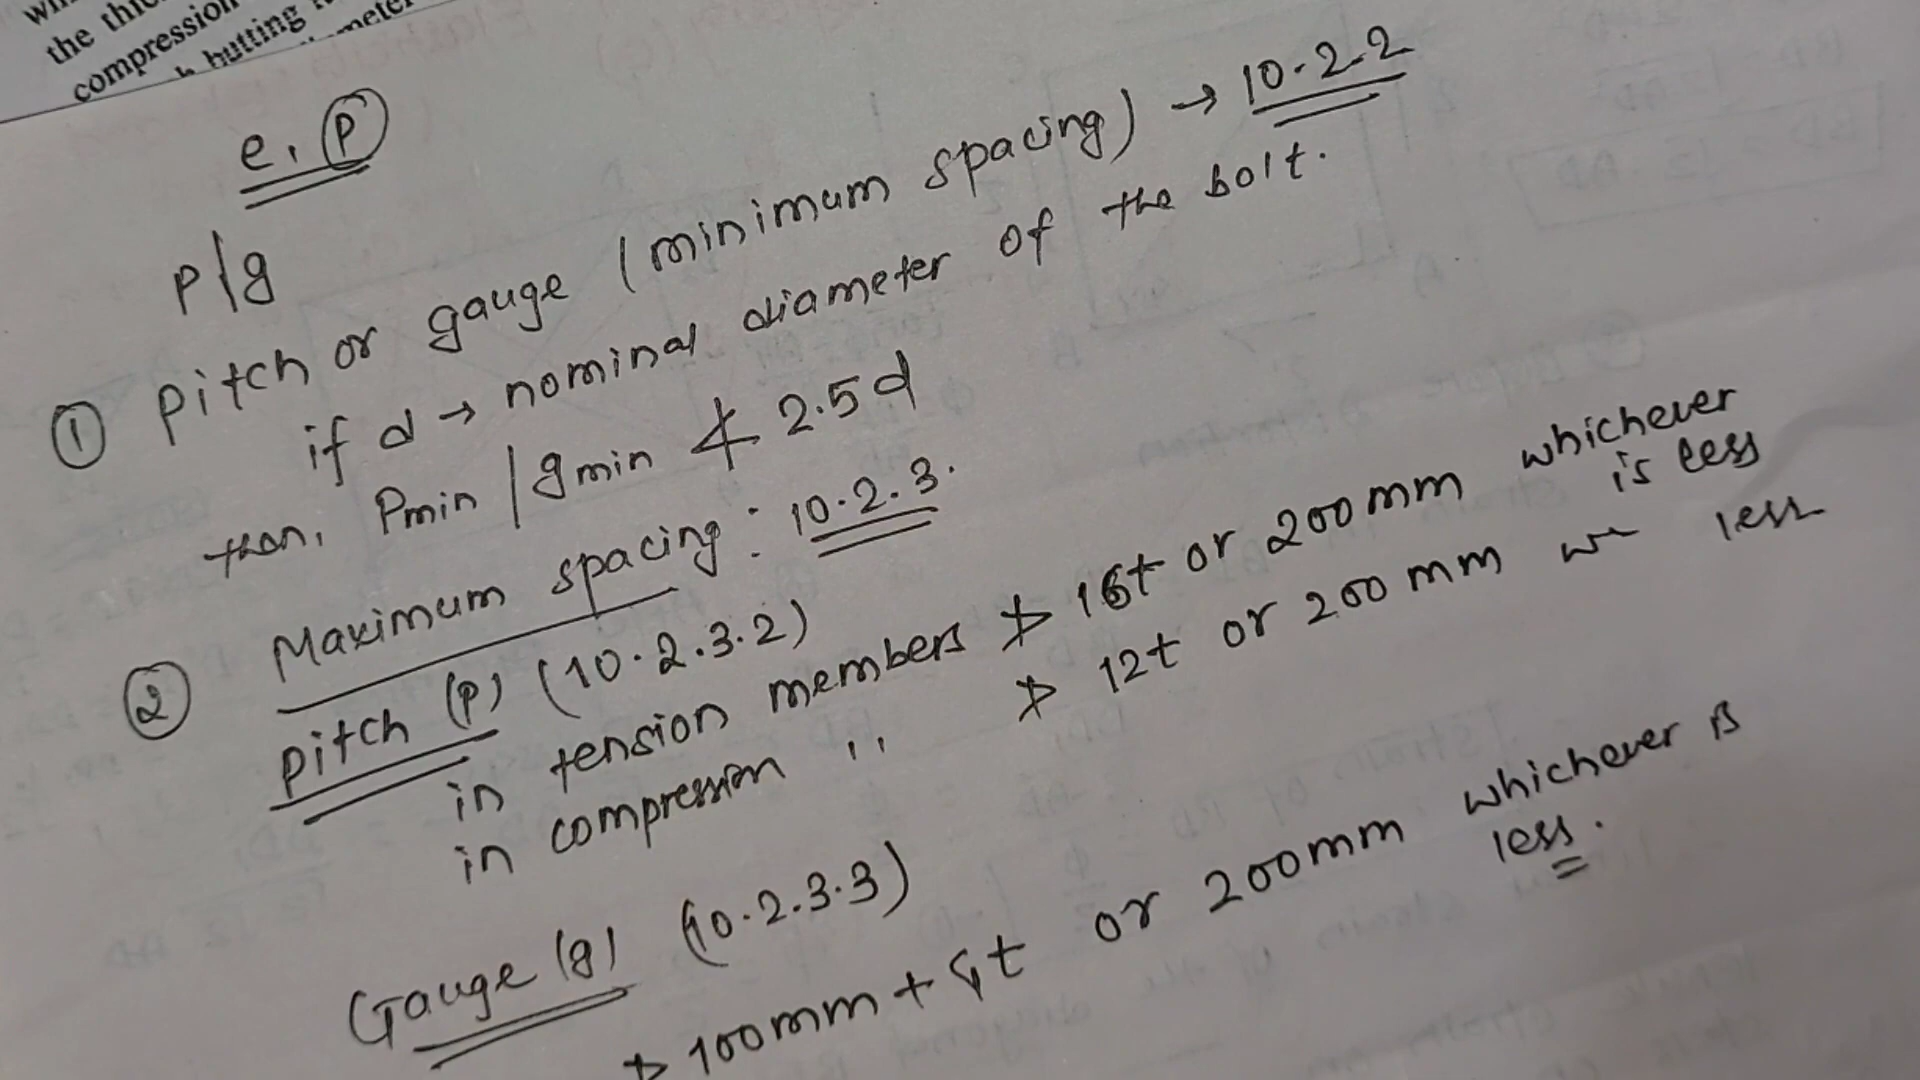 the
compression
butting
e, p
p/g
① pitch or gauge (minimum spacing) → 10.2.2
if d → nominal diameter of the bolt.
then, Pmin / gmin ≮ 2.5d
② Maximum spacing: 10.2.3.
pitch (p) (10.2.3.2)
in tension members ≯ 16t or 200mm whichever is less
in compression " ≯ 12t or 200mm w less
Gauge (g) (10.2.3.3)
≯ 100mm + 4t or 200mm whichever is less.